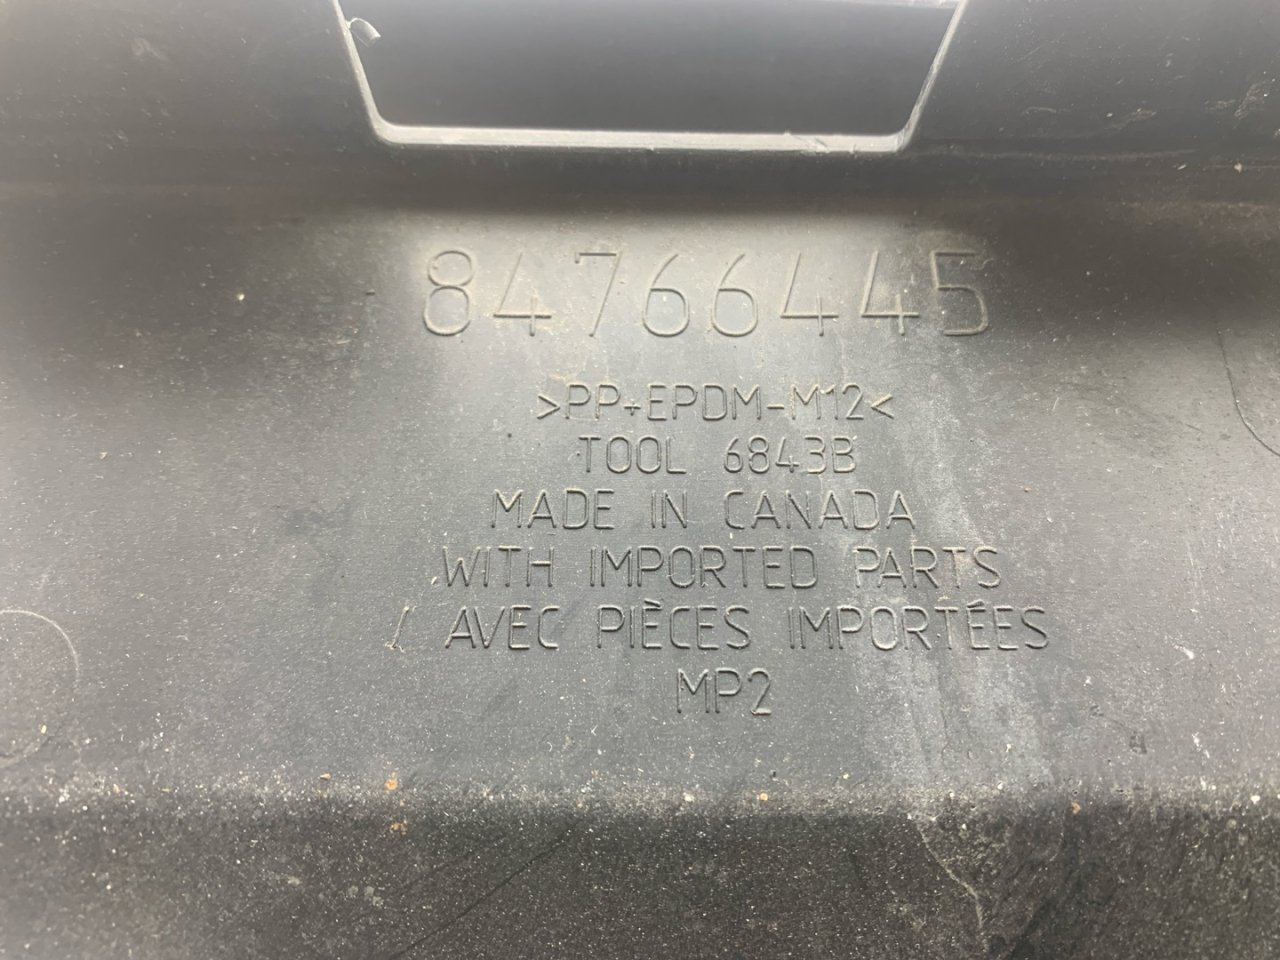 84766445
>PP+EPDM-M12<
TOOL 6843B
MADE IN CANADA
WITH IMPORTED PARTS
/ AVEC PIÈCES IMPORTÉES
MP2